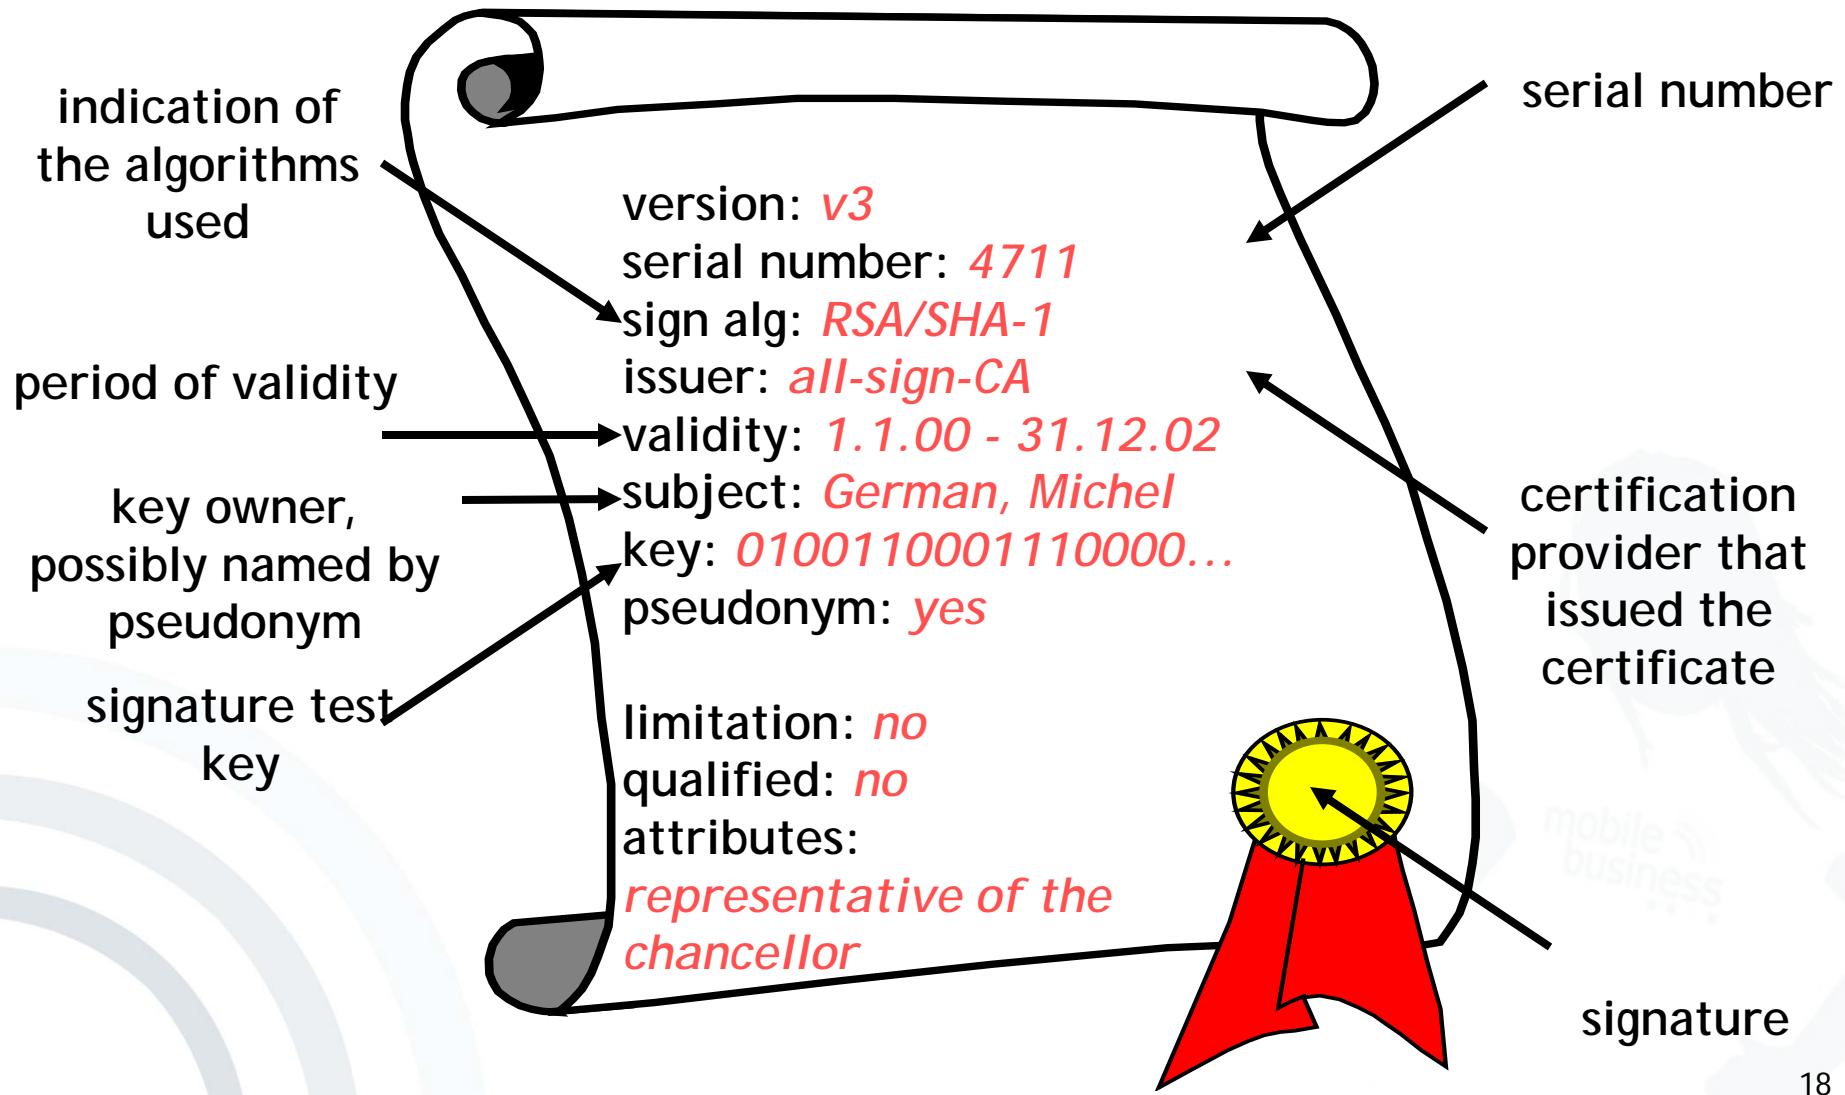 indication of
the algorithms
used
period of validity
key owner,
possibly named by
pseudonym
signature test
key
version: v3
serial number: 4711
sign alg: RSA/SHA-1
issuer: all-sign-CA
validity: 1.1.00 - 31.12.02
subject: German, Michel
key: 0100110001110000...
pseudonym: yes
limitation: no
qualified: no
attributes:
representative of the
chancellor
serial number
certification
provider that
issued the
certificate
mobile
business
signature
18